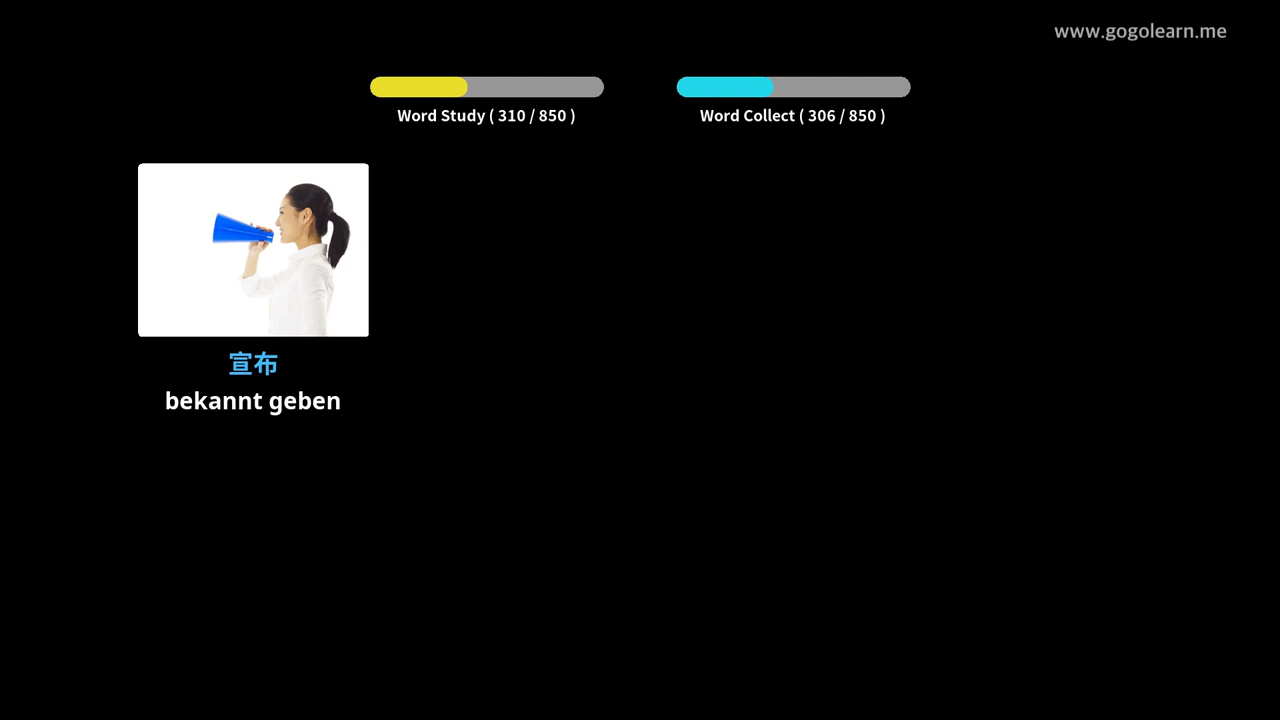 www.gogolearn.me
Word Study ( 310 / 850 )
Word Collect ( 306 / 850 )
宣布
bekannt geben